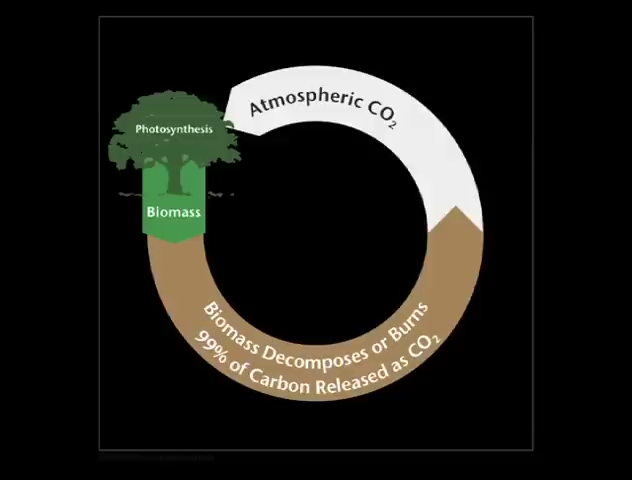 Atmospheric CO₂
Photosynthesis
Biomass
Biomass Decomposes or Burns
99% of Carbon Released as CO₂